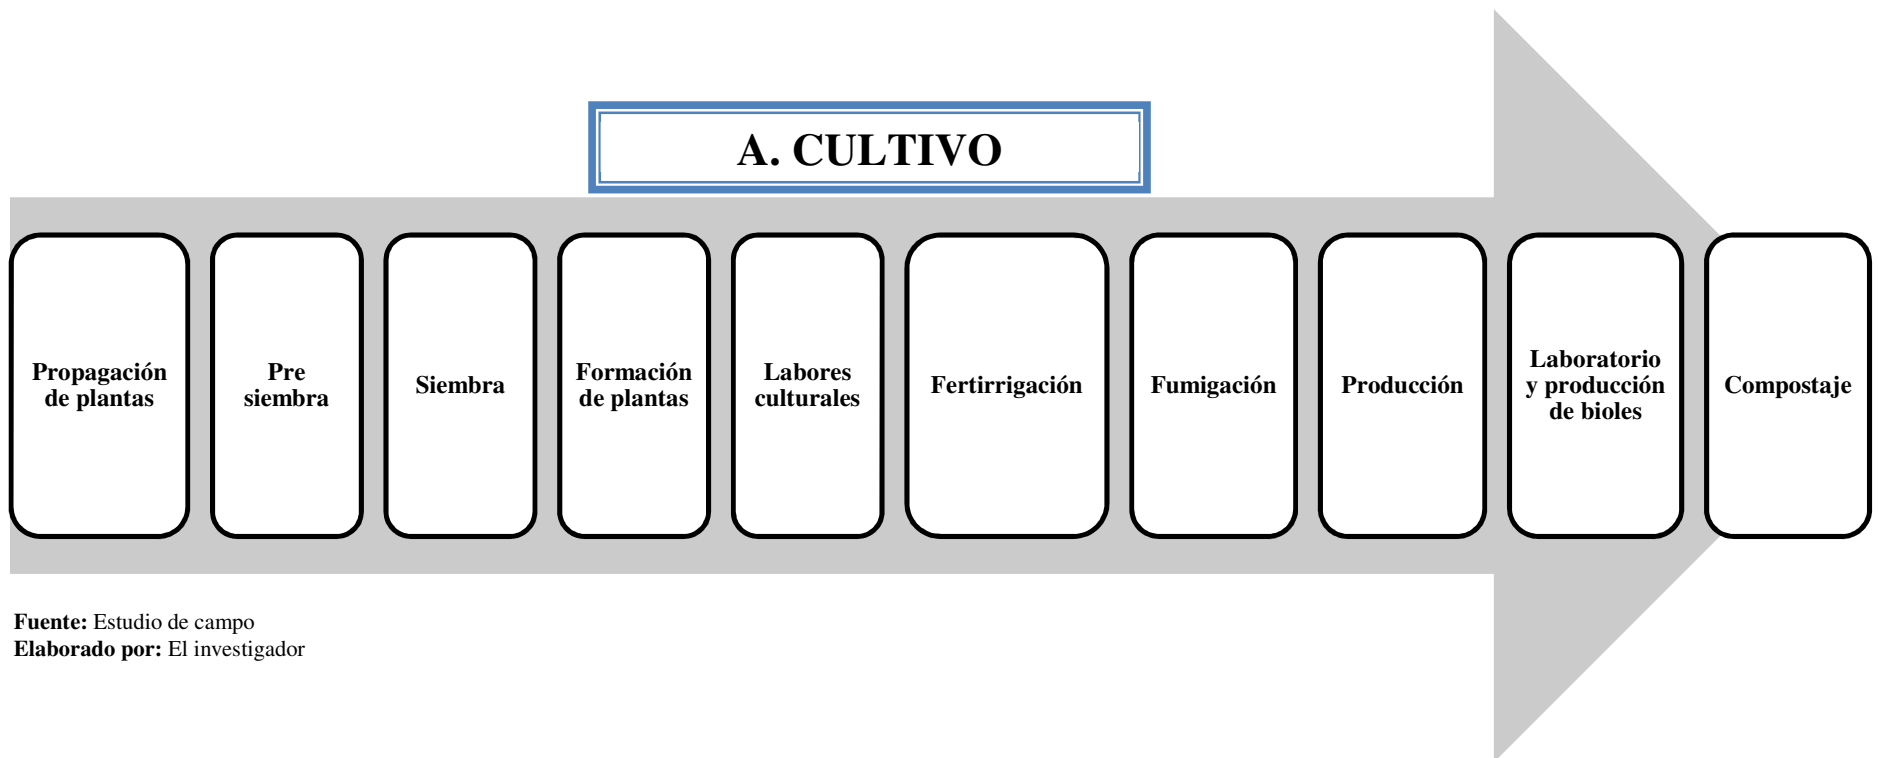 A. CULTIVO
Propagación
de plantas
Pre
siembra
Siembra
Formación
de plantas
Labores
culturales
Fertirrigación
Fumigación
Producción
Laboratorio
y producción
de bioles
Compostaje
Fuente: Estudio de campo
Elaborado por: El investigador